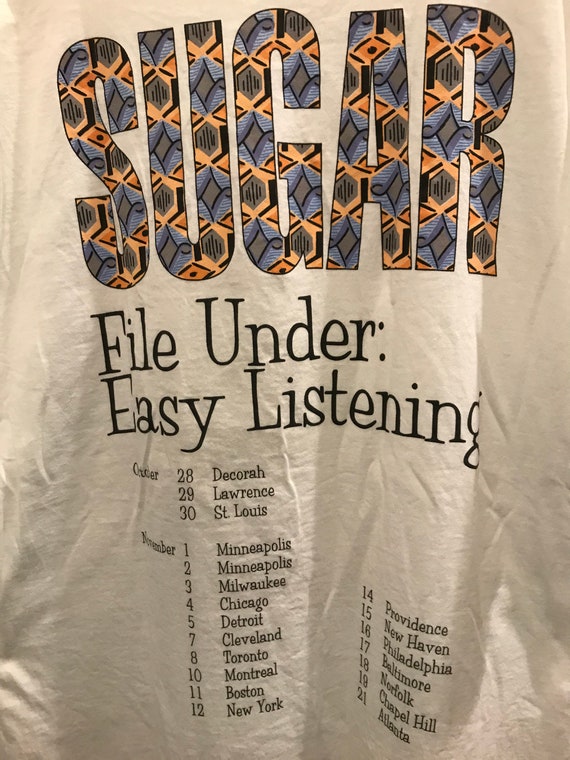 SUGAR
File Under:
Easy Listening
October 28 Decorah
29 Lawrence
30 St. Louis
November 1 Minneapolis
2 Minneapolis
3 Milwaukee
4 Chicago
5 Detroit
7 Cleveland
8 Toronto
10 Montreal
11 Boston
12 New York
14 Providence
15 New Haven
16 Philadelphia
17 Baltimore
18 Norfolk
19 Chapel Hill
21 Atlanta